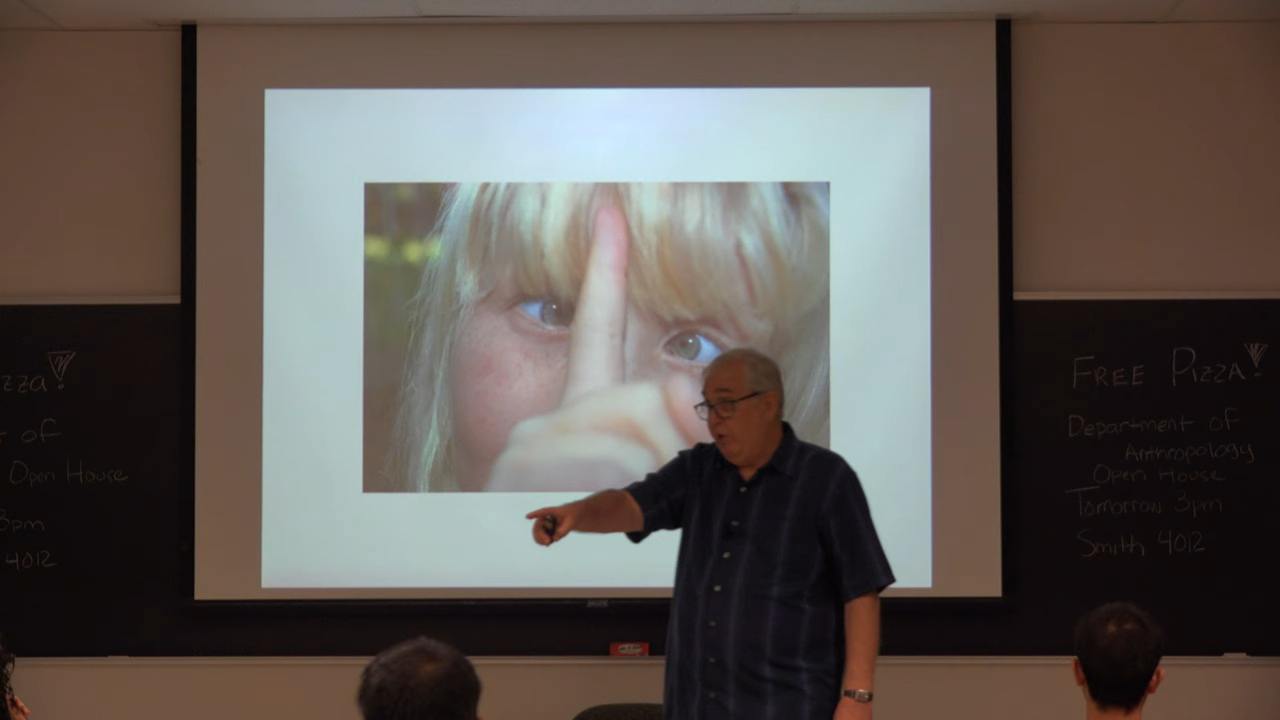 zza!
of
Open House
3pm
4012
FREE PIZZA!
Department of
Anthropology
Open House
Tomorrow 3pm
Smith 4012